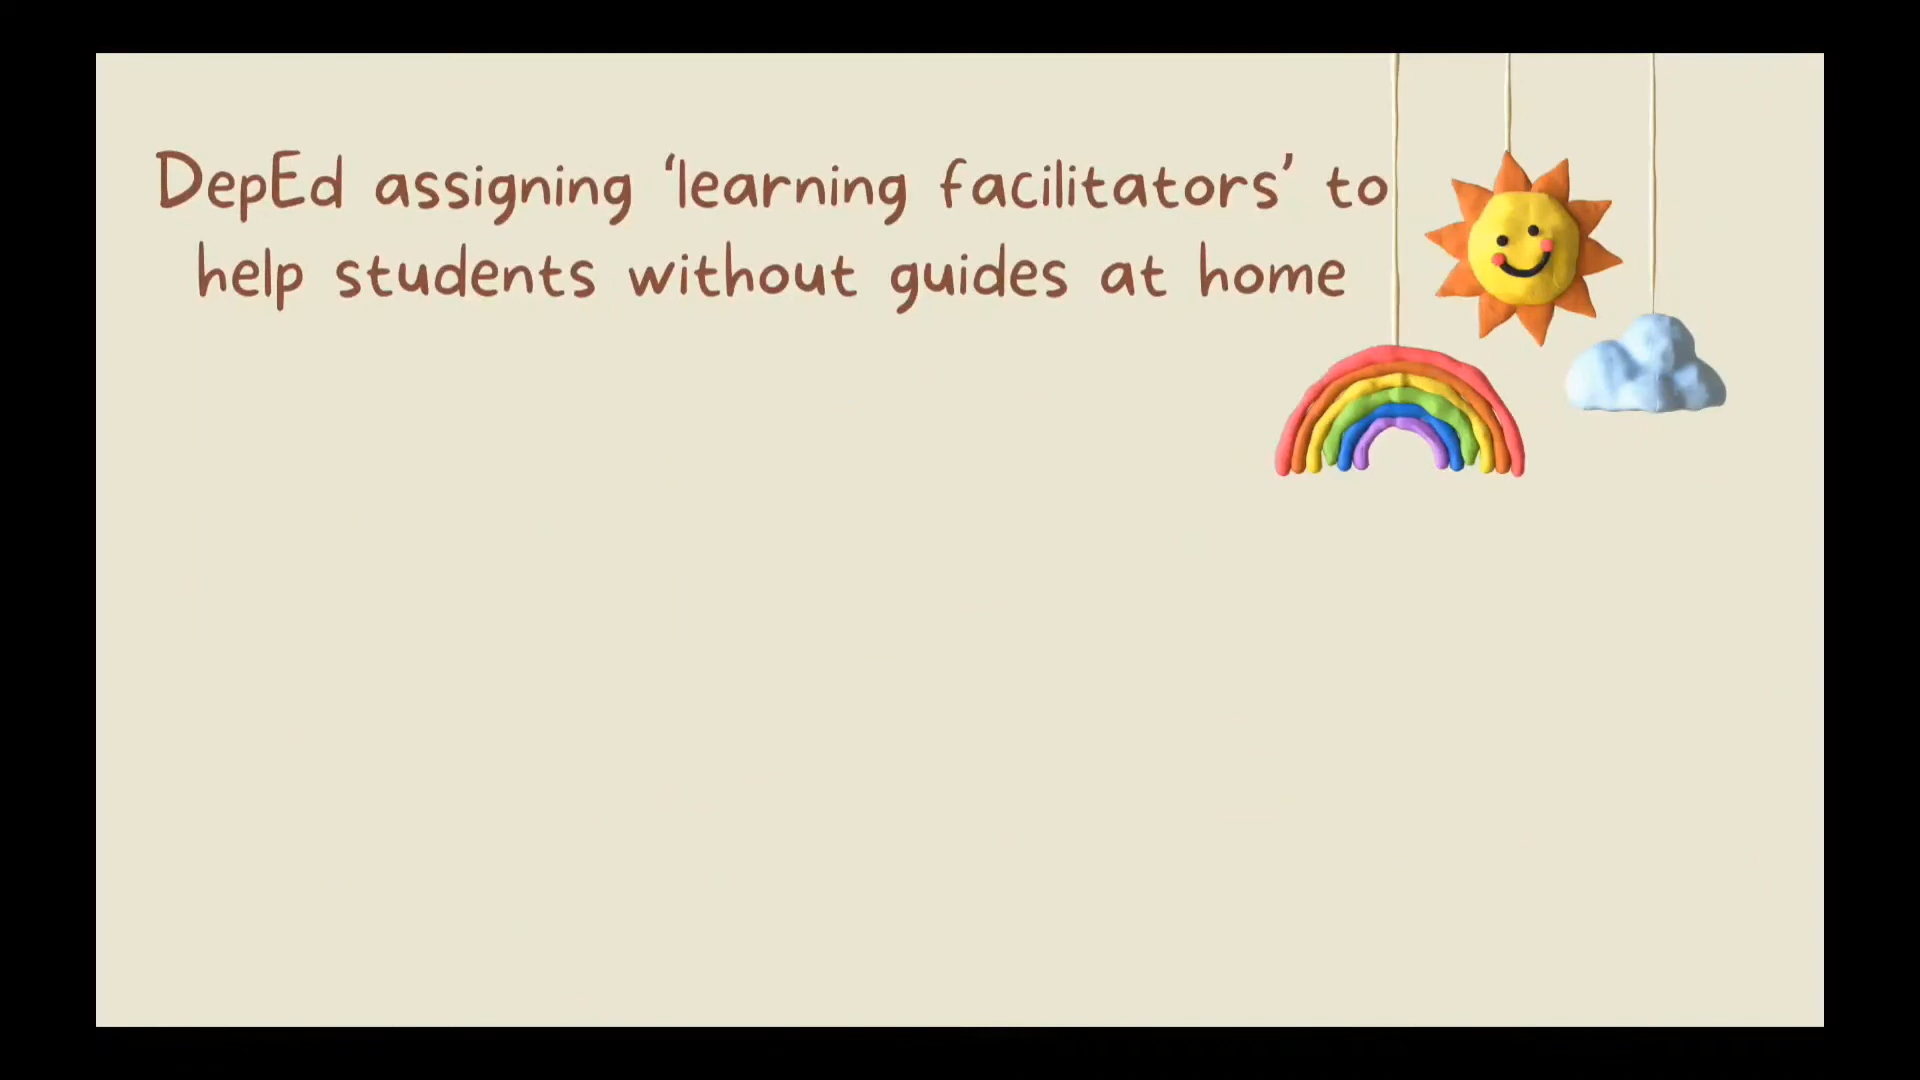 DepEd assigning ‘learning facilitators’ to
help students without guides at home